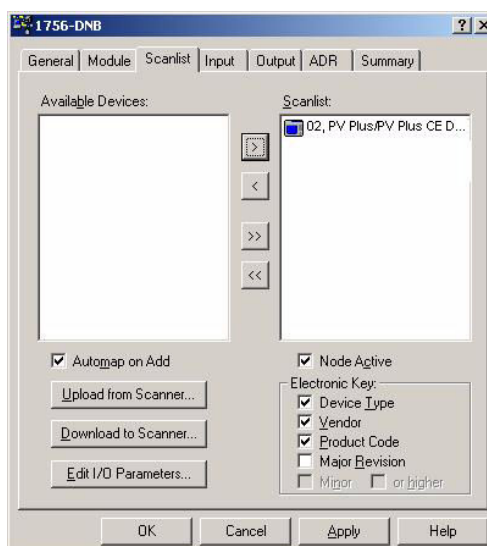 1756-DNB
General Module Scanlist Input Output ADR Summary
Available Devices:
Scanlist:
02, PV Plus/PV Plus CE D...
>
<
>>
<<
Automap on Add
Node Active
Upload from Scanner...
Download to Scanner...
Edit I/O Parameters...
Electronic Key:
Device Type
Vendor
Product Code
Major Revision
Minor or higher
OK Cancel Apply Help